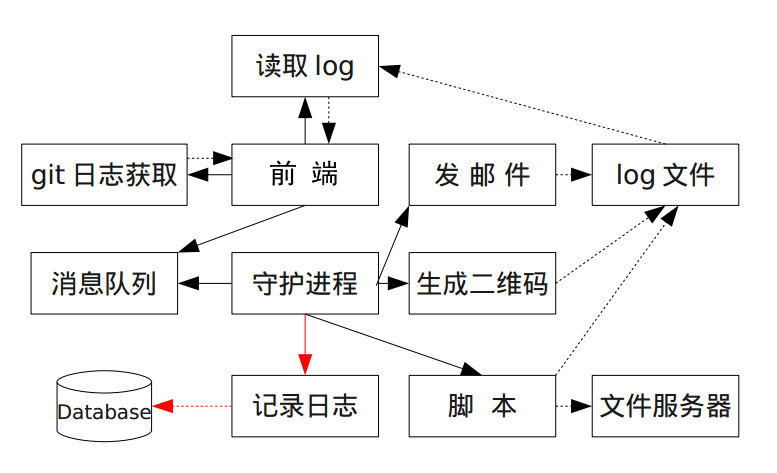 读取 log
git 日志获取
前 端
发 邮 件
log 文件
消息队列
守护进程
生成二维码
Database
记录日志
脚 本
文件服务器